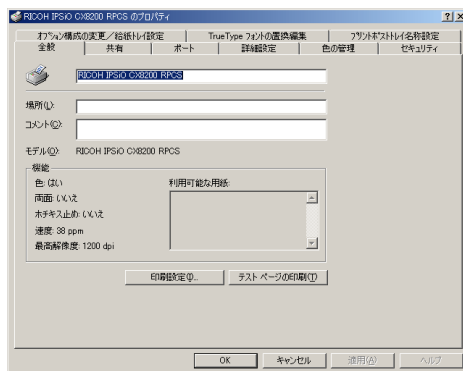 RICOH IPSiO CX8200 RPCS のプロパティ
オプション構成の変更／給紙トレイ設定 TrueType フォントの置換編集 プリントポストトレイ名称設定
全般 共有 ポート 詳細設定 色の管理 セキュリティ
RICOH IPSiO CX8200 RPCS
場所(L):
コメント(C):
モデル(O): RICOH IPSiO CX8200 RPCS
機能
色: はい 利用可能な用紙:
両面: いいえ
ホチキス止め: いいえ
速度: 38 ppm
最高解像度: 1200 dpi
印刷設定(I)... テスト ページの印刷(T)
OK キャンセル 適用(A) ヘルプ